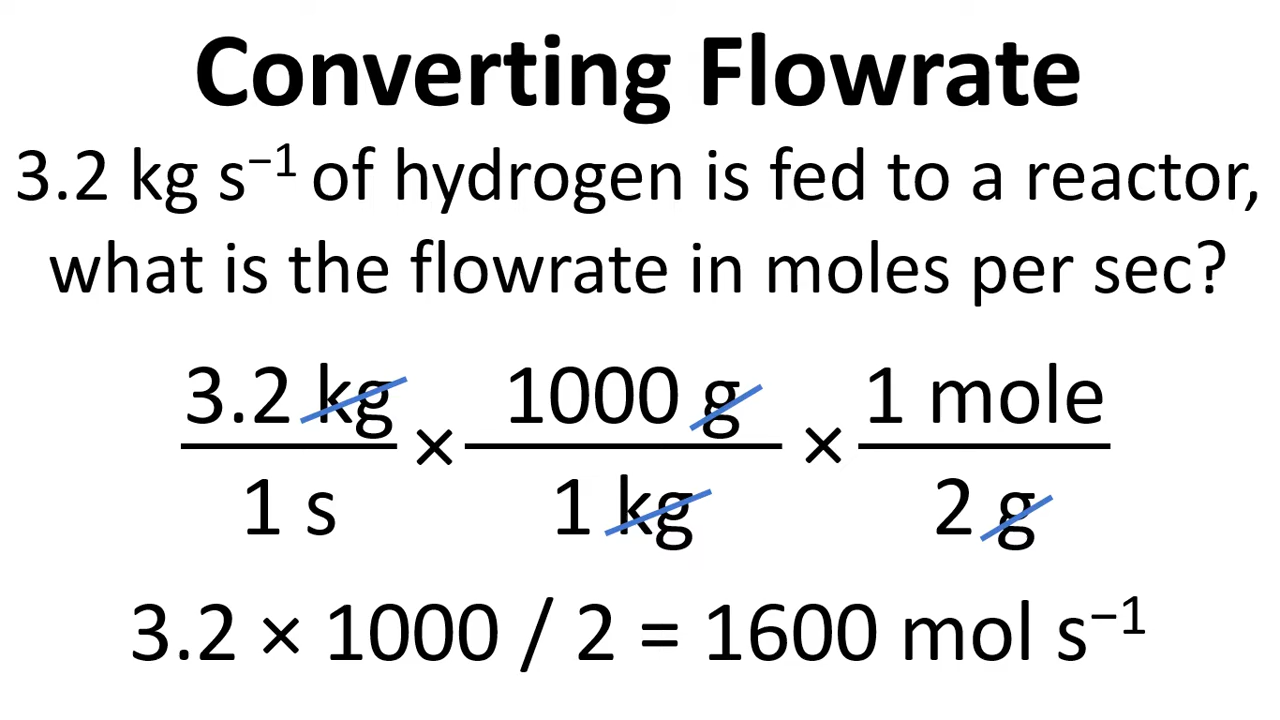 Converting Flowrate
3.2 kg s⁻¹ of hydrogen is fed to a reactor,
what is the flowrate in moles per sec?
3.2 kg × 1000 g × 1 mole
1 s 1 kg 2 g
3.2 × 1000 / 2 = 1600 mol s⁻¹